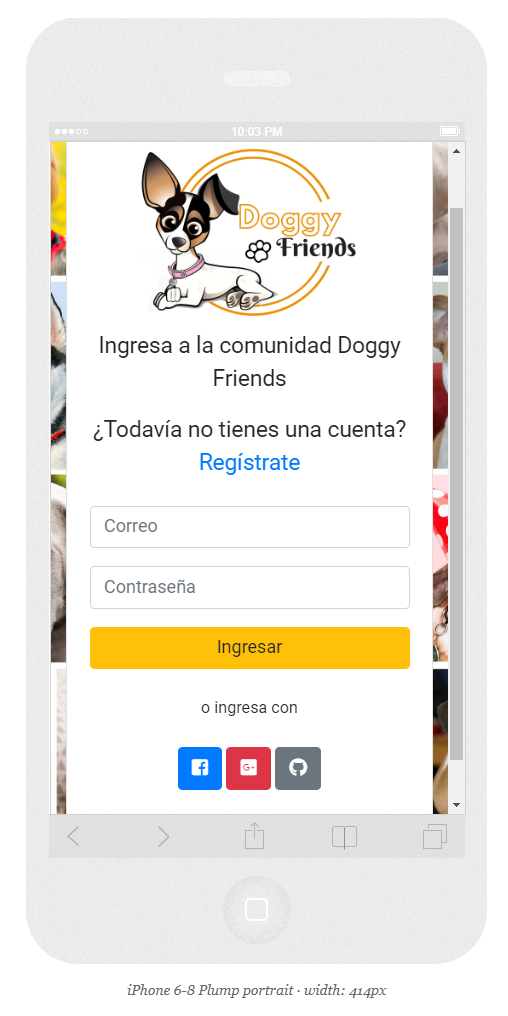 10:03 PM
Doggy
Friends
Ingresa a la comunidad Doggy
Friends
¿Todavía no tienes una cuenta?
Regístrate
Correo
Contraseña
Ingresar
o ingresa con
G+
iPhone 6-8 Plump portrait · width: 414px